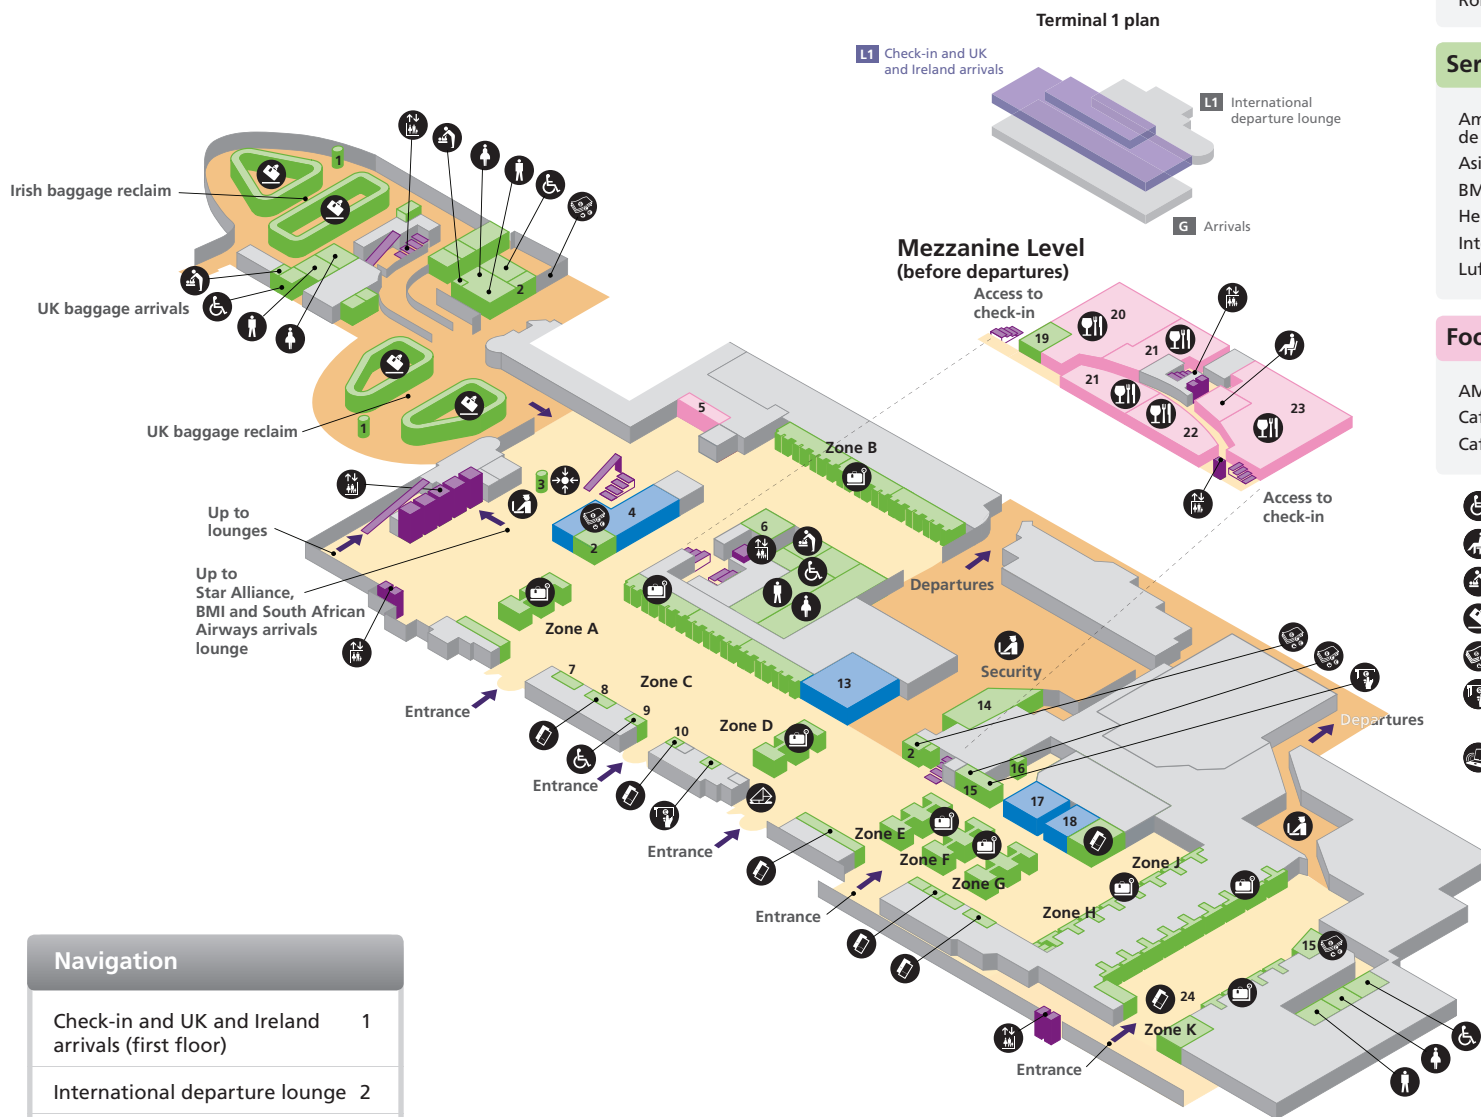 Terminal 1 plan
L1 Check-in and UK
and Ireland arrivals
L1 International
departure lounge
G Arrivals
Mezzanine Level
(before departures)
Access to
check-in
19
20
21
21
22
23
Access to
check-in
1
Irish baggage reclaim
2
UK baggage arrivals
UK baggage reclaim
1
5
Zone B
3
4
2
6
Up to
lounges
Up to
Star Alliance,
BMI and South African
Airways arrivals
lounge
Departures
Zone A
Security
7
8
9
10
Zone C
13
Zone D
14
Entrance
Departures
2
16
15
17
18
Entrance
Entrance
Zone E
Zone F
Zone G
Zone J
Zone H
Entrance
15
24
Zone K
Entrance
Navigation
Check-in and UK and Ireland 1
arrivals (first floor)
International departure lounge 2